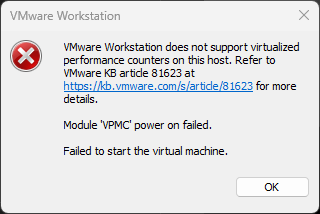 VMware Workstation
VMware Workstation does not support virtualized
performance counters on this host. Refer to
VMware KB article 81623 at
https://kb.vmware.com/s/article/81623 for more
details.
Module 'VPMC' power on failed.
Failed to start the virtual machine.
OK